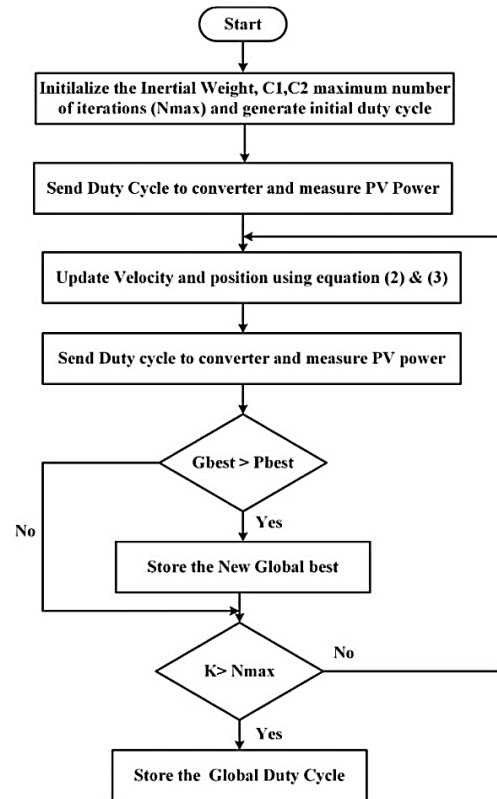 Start
Initilalize the Inertial Weight, C1,C2 maximum number
of iterations (Nmax) and generate initial duty cycle
Send Duty Cycle to converter and measure PV Power
Update Velocity and position using equation (2) & (3)
Send Duty cycle to converter and measure PV power
Gbest > Pbest
No
Yes
Store the New Global best
K> Nmax
No
Yes
Store the Global Duty Cycle